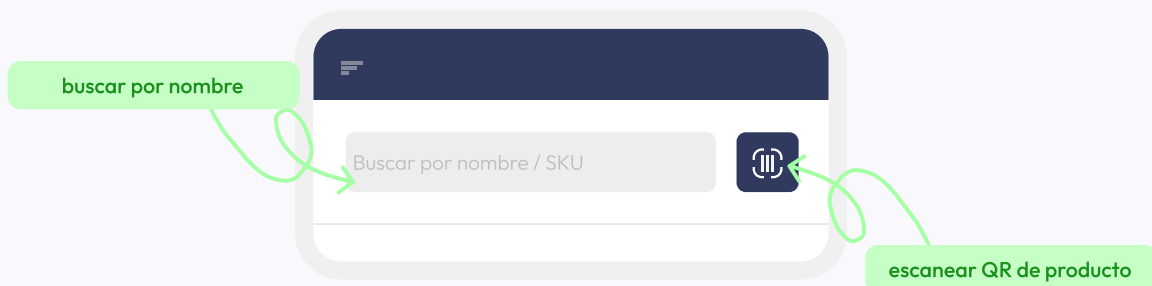 buscar por nombre
Buscar por nombre / SKU
escanear QR de producto